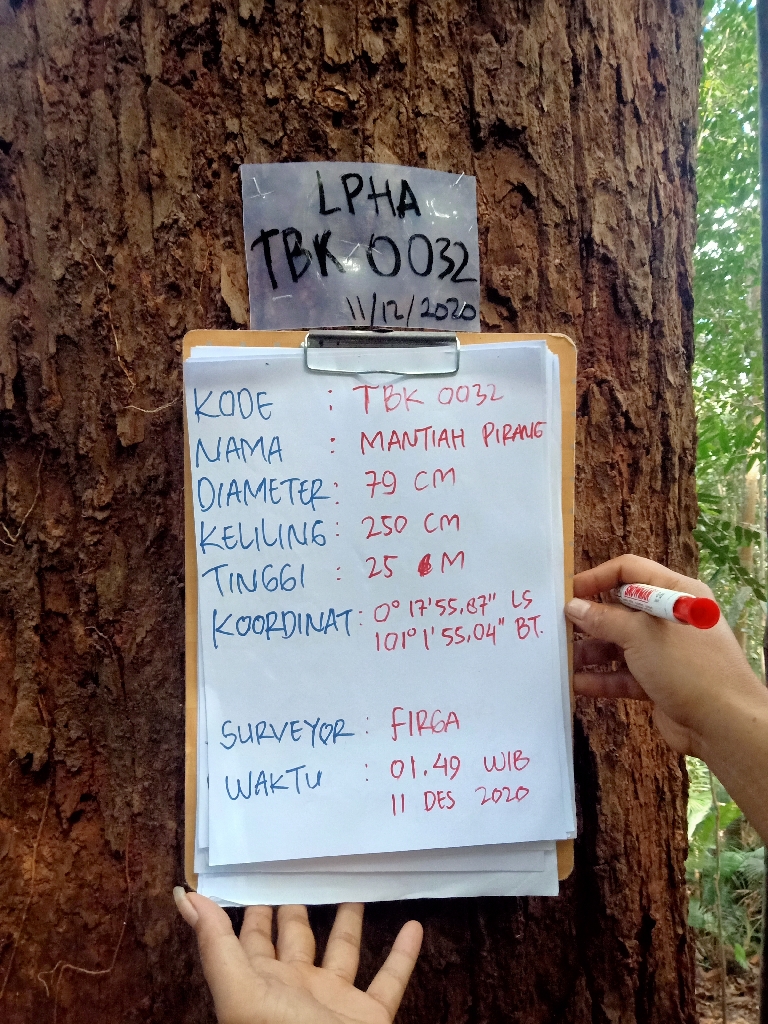 LPHA
TBK 0032
11/12/2020
KODE : TBK 0032
NAMA : MANTIAH PIRANG
DIAMETER : 79 CM
KELILING : 250 CM
TINGGI : 25 M
KOORDINAT : 0° 17'55,87" LS
101° 1'55,04" BT.
SURVEYOR : FIRGA
WAKTU : 01.49 WIB
11 DES 2020
SNOWMAN